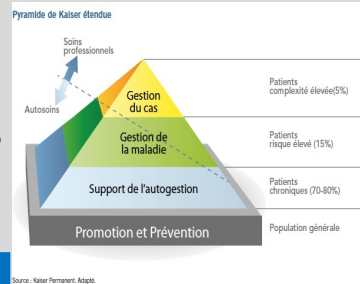 Pyramide de Kaiser étendue
Soins
professionnels
Autosoins
Gestion
du cas
Patients
complexité élevée(5%)
Gestion de
la maladie
Patients
risque élevé (15%)
Support de l'autogestion
Patients
chroniques (70-80%)
Promotion et Prévention
Population générale
Source : Kaiser Permanent, Adapté.